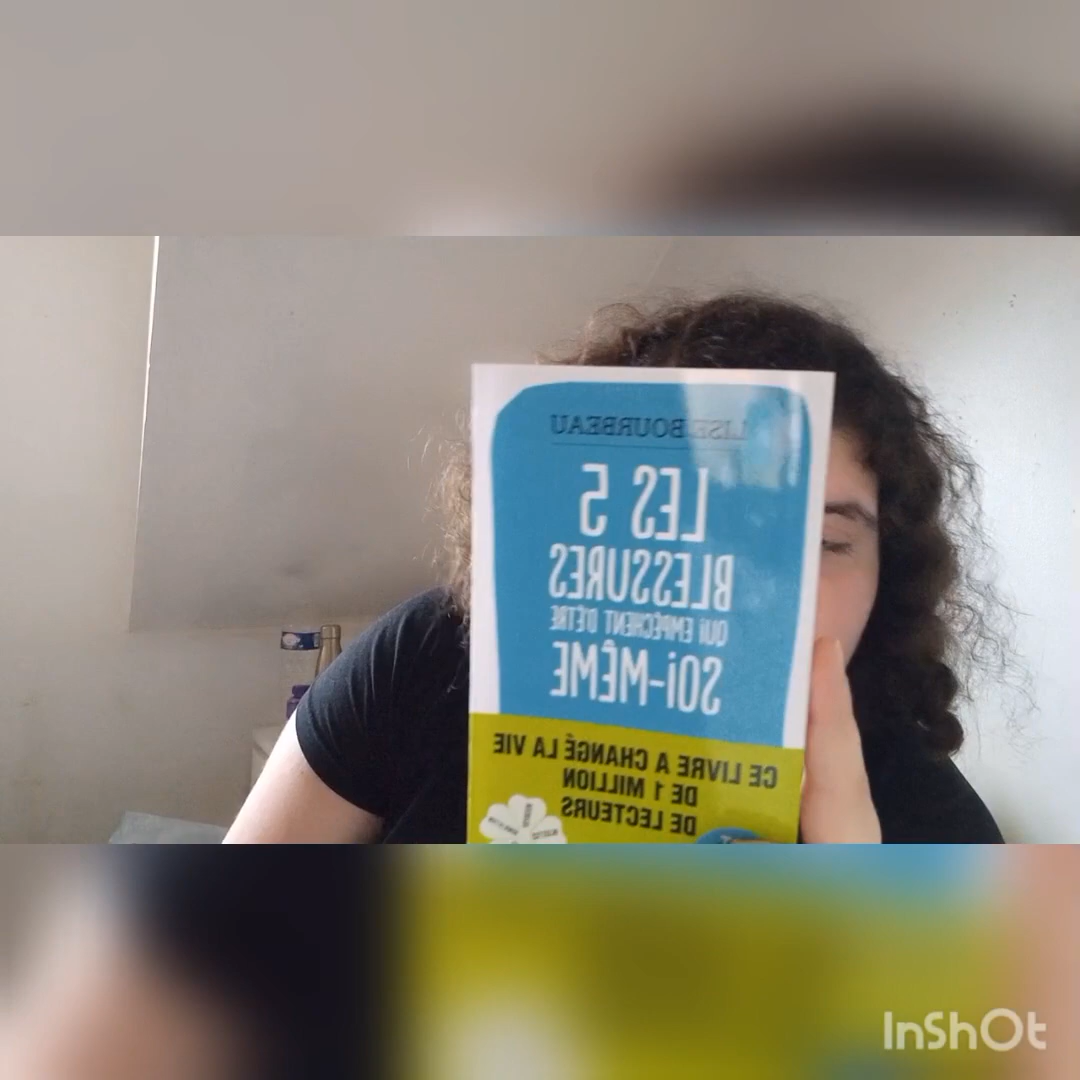 LISE BOURBEAU
LES 5
BLESSURES
QUi EMPÊCHENT D'ÊTRE
SOi-MÊME
CE LIVRE A CHANGÉ LA VIE
DE 1 MILLION
DE LECTEURS
InShOt